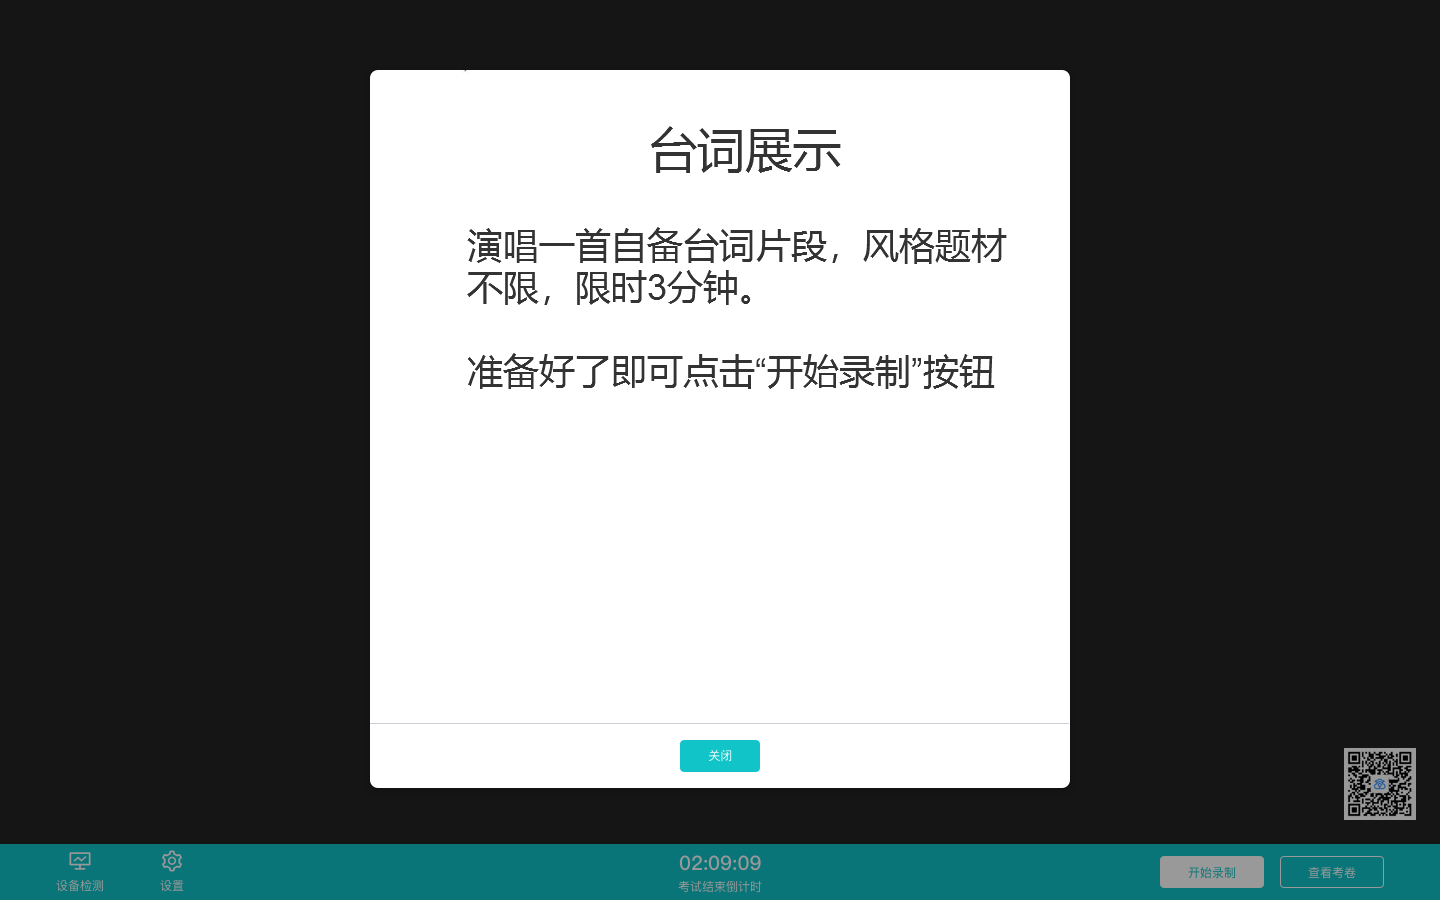 台词展示
演唱一首自备台词片段，风格题材
不限，限时3分钟。
准备好了即可点击“开始录制”按钮
关闭
设备检测
设置
02:09:09
考试结束倒计时
开始录制
查看考卷